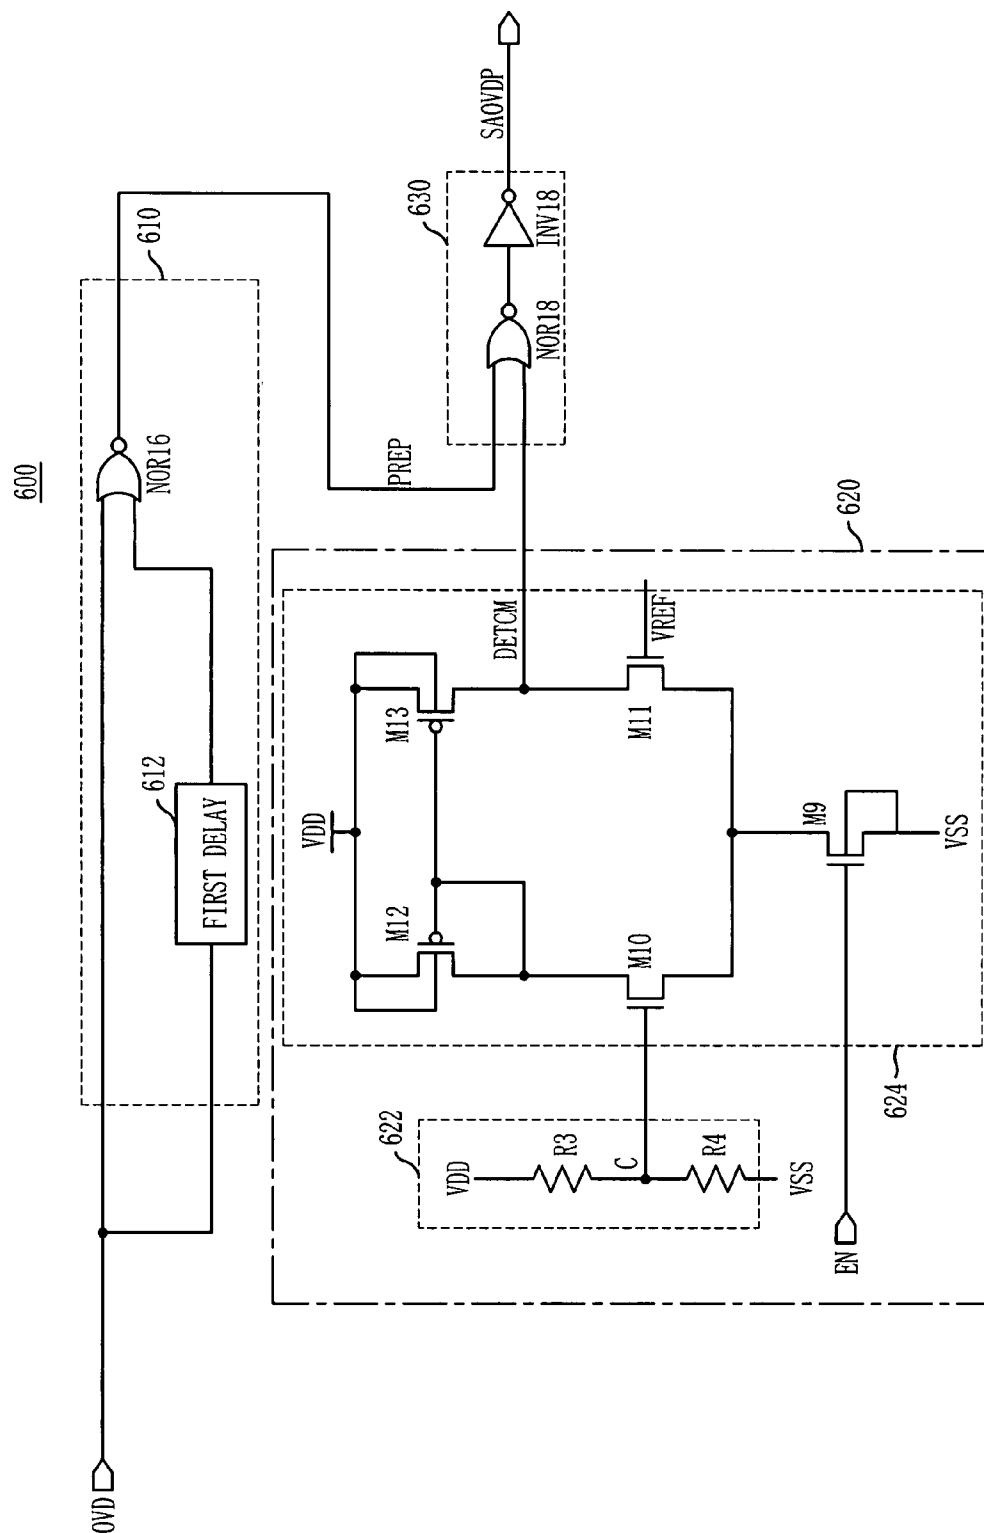 600
OVD
612
FIRST DELAY
NOR16
610
PREP
630
NOR18
INV18
SAOVDP
620
622
VDD
R3
C
R4
VSS
EN
624
VDD
M12
M13
DETCM
M10
M11
VREF
M9
VSS